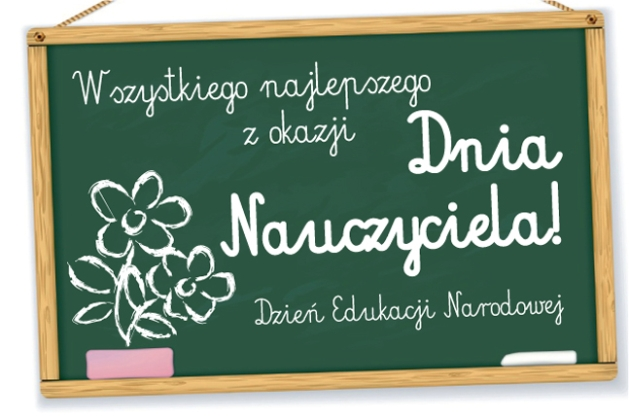 Wszystkiego najlepszego
z okazji
Dnia
Nauczyciela!
Dzień Edukacji Narodowej